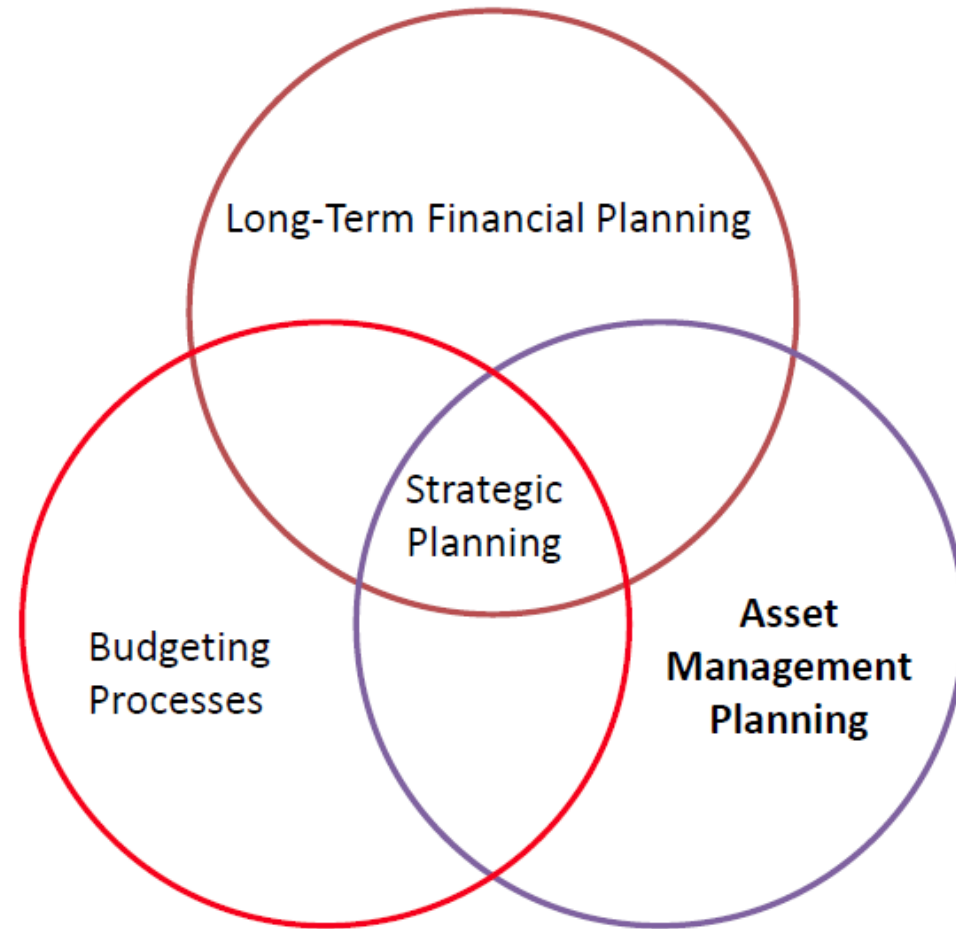 Long-Term Financial Planning
Strategic
Planning
Budgeting
Processes
Asset
Management
Planning